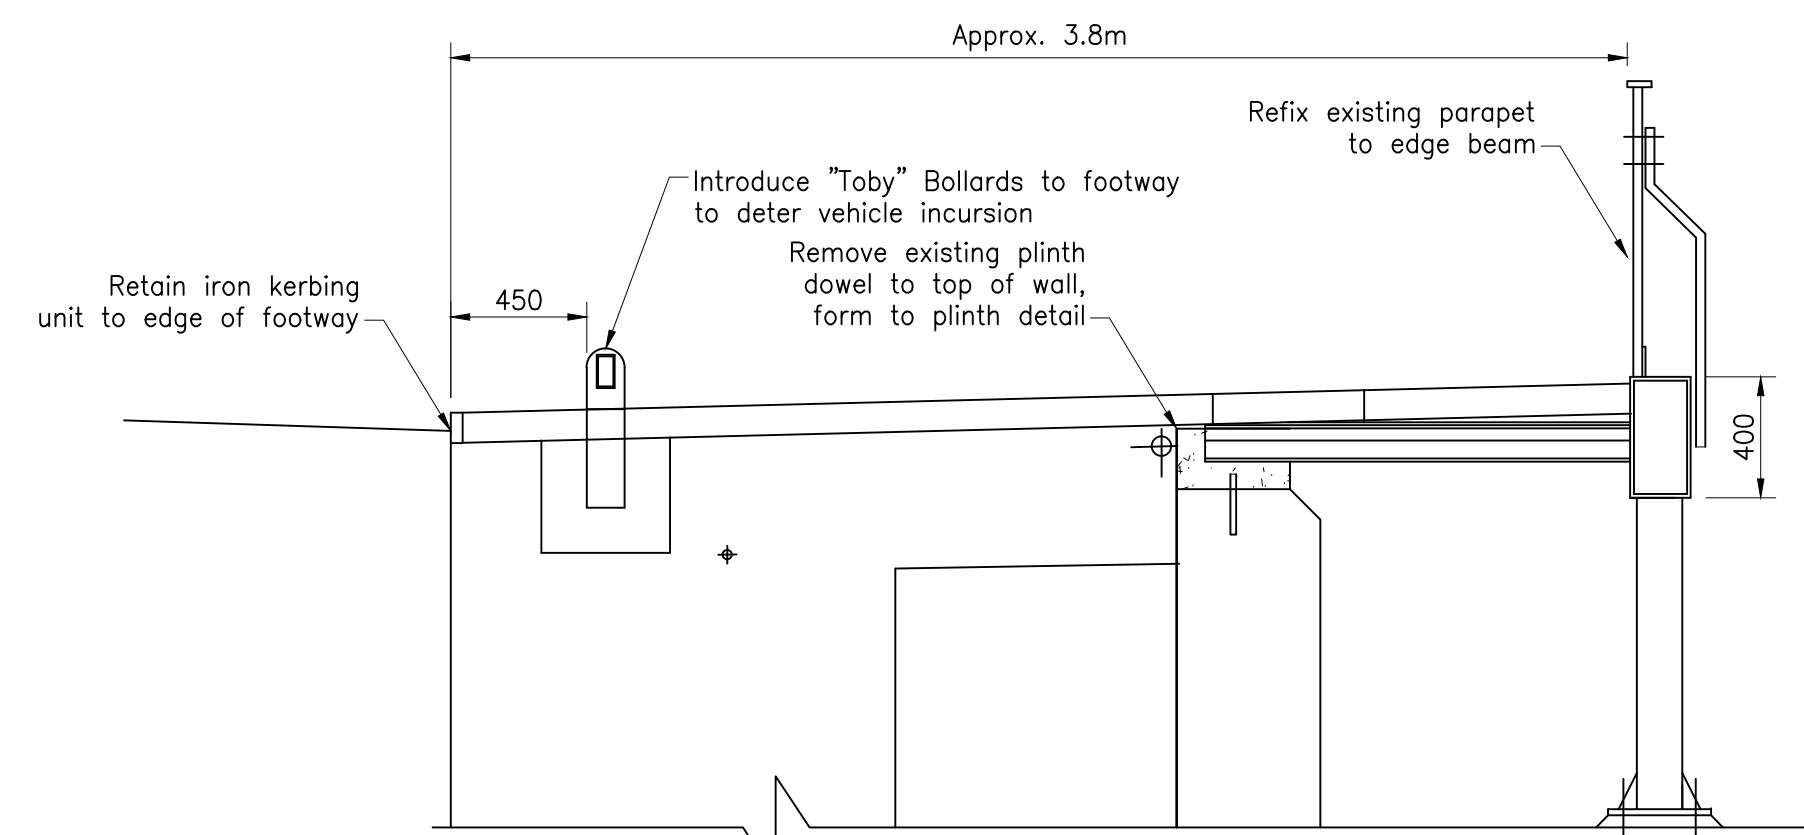 Approx. 3.8m
Refix existing parapet
to edge beam
Introduce "Toby" Bollards to footway
to deter vehicle incursion
Remove existing plinth
dowel to top of wall,
form to plinth detail
Retain iron kerbing
unit to edge of footway
450
400